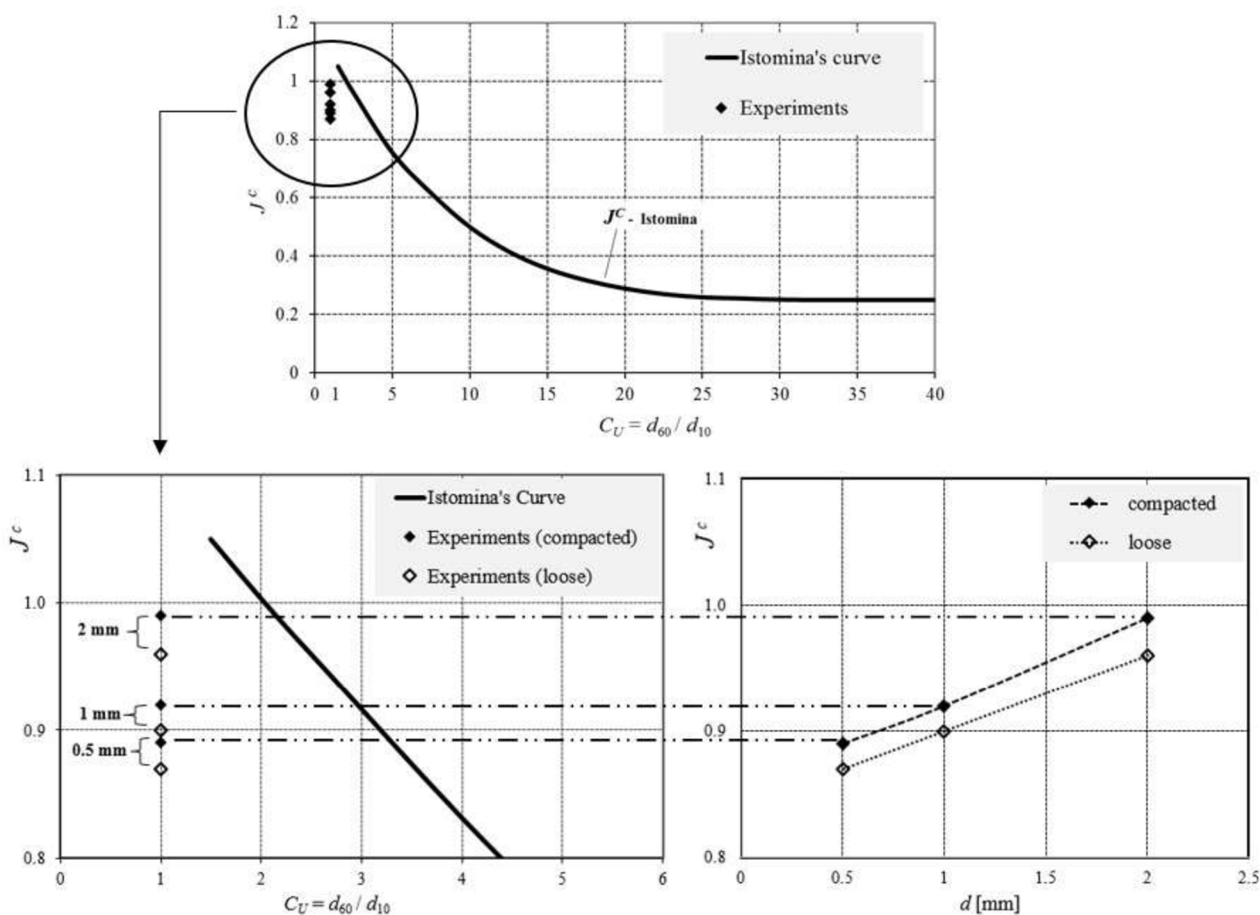 1.2
1
0.8
0.6
0.4
0.2
0
J^c
Istomina's curve
Experiments
J^C - Istomina
0 1 5 10 15 20 25 30 35 40
C_U = d_60 / d_10
1.1
1.0
0.9
0.8
J^c
Istomina's Curve
Experiments (compacted)
Experiments (loose)
2 mm
1 mm
0.5 mm
0 1 2 3 4 5 6
C_U = d_60 / d_10
1.1
1.0
0.9
0.8
J^c
compacted
loose
0 0.5 1 1.5 2 2.5
d [mm]